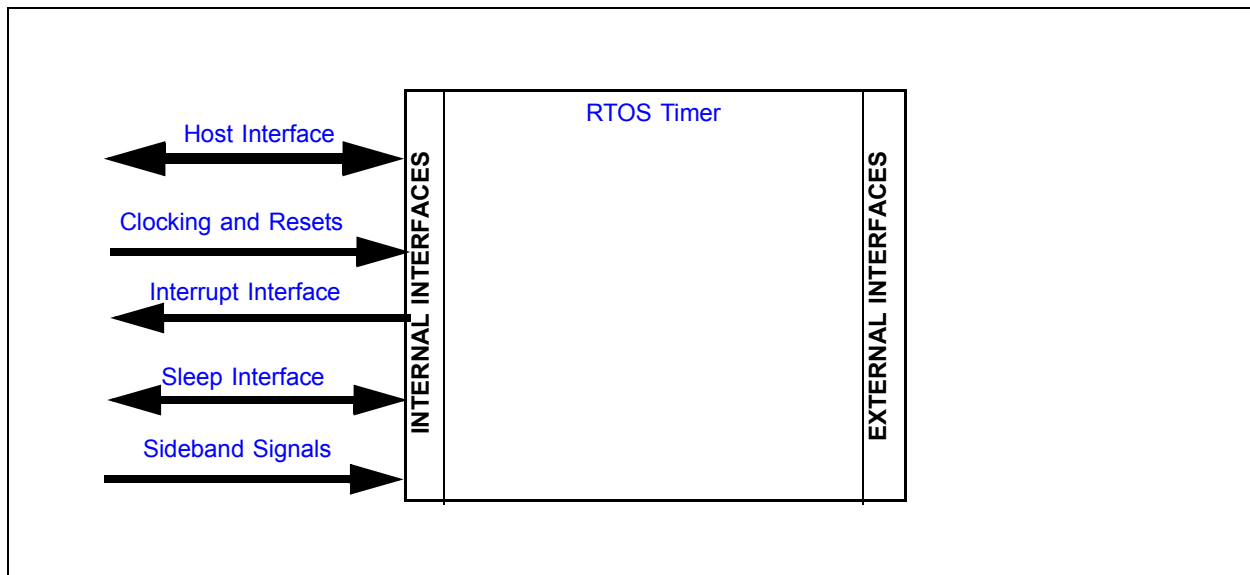 RTOS Timer
Host Interface
Clocking and Resets
Interrupt Interface
Sleep Interface
Sideband Signals
INTERNAL INTERFACES
EXTERNAL INTERFACES